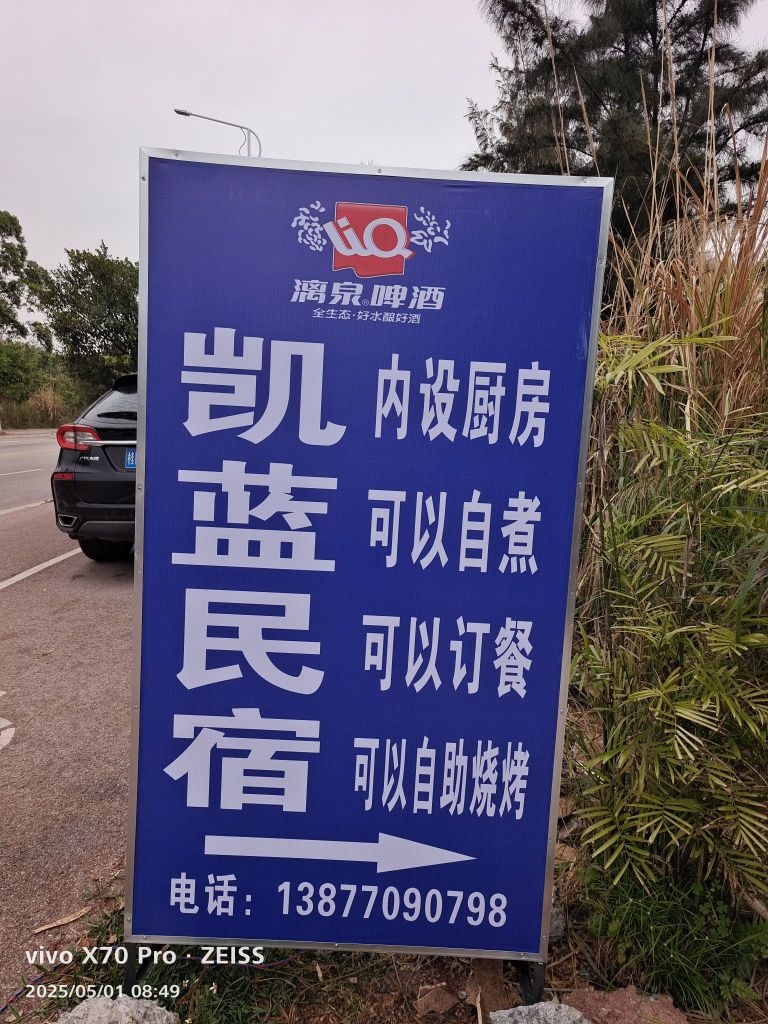 LiQ
漓泉®啤酒
全生态·好水酿好酒
凯蓝民宿
内设厨房
可以自煮
可以订餐
可以自助烧烤
电话：13877090798
vivo X70 Pro · ZEISS
2025/05/01 08:49